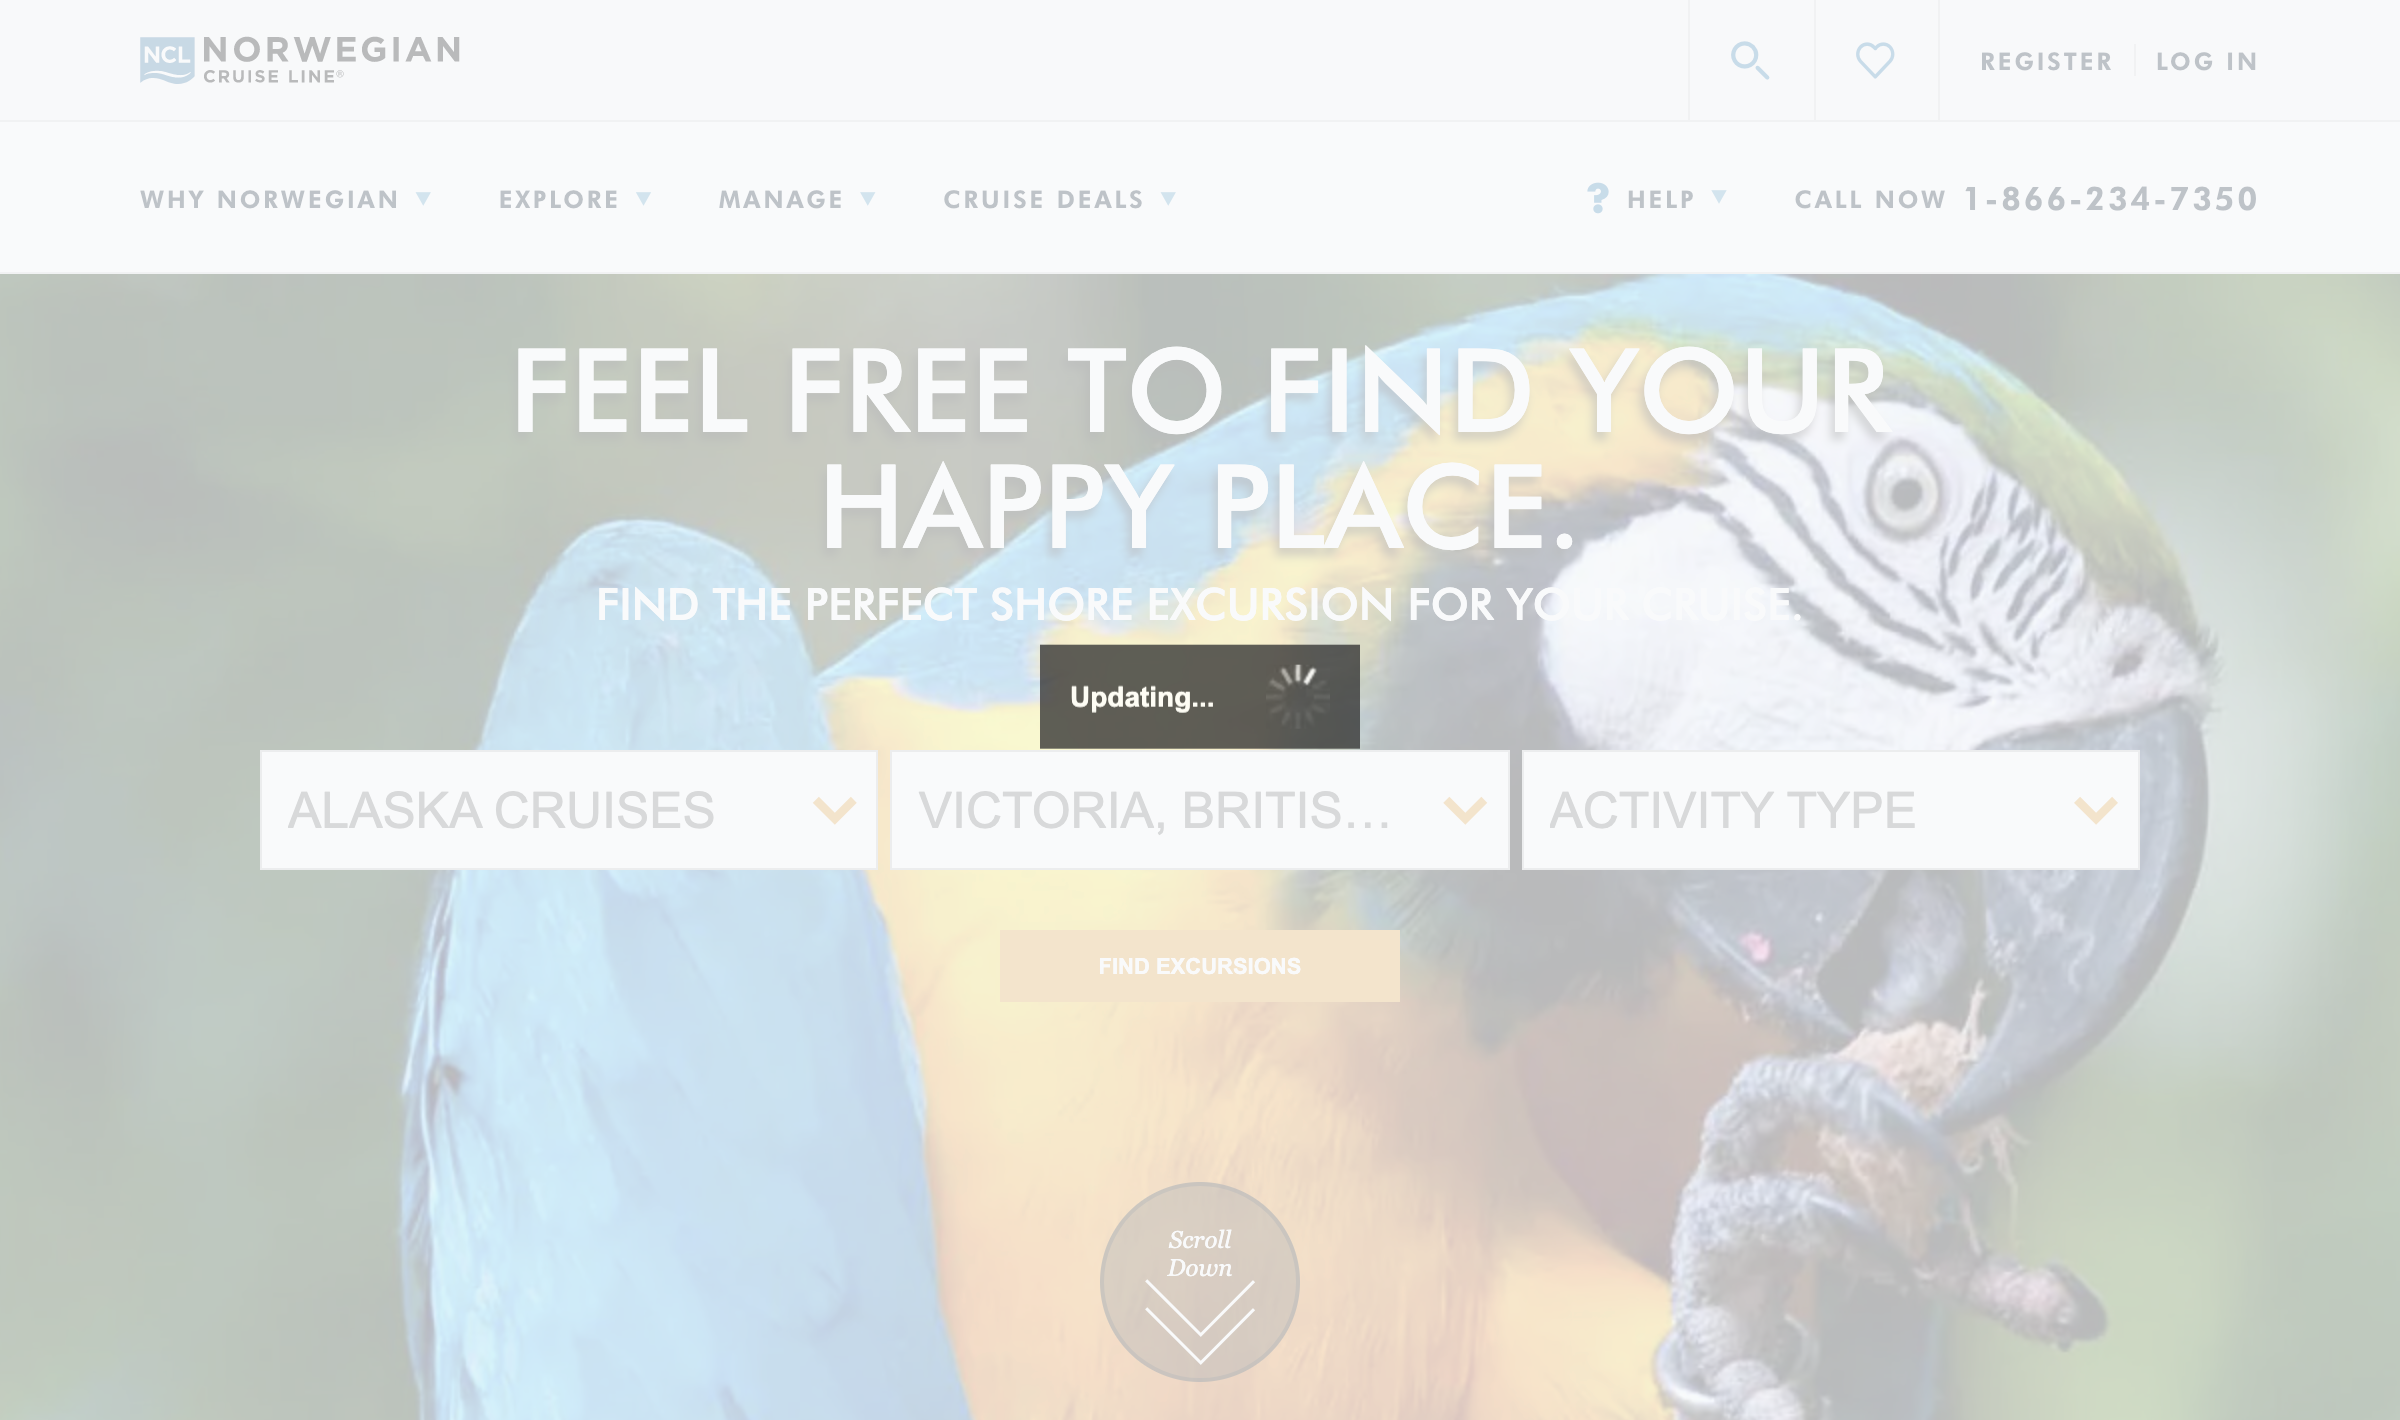 NCL NORWEGIAN
CRUISE LINE®
REGISTER
LOG IN
WHY NORWEGIAN
EXPLORE
MANAGE
CRUISE DEALS
? HELP
CALL NOW 1-866-234-7350
FEEL FREE TO FIND YOUR
HAPPY PLACE.
FIND THE PERFECT SHORE EXCURSION FOR YOUR CRUISE.
Updating...
ALASKA CRUISES
VICTORIA, BRITIS...
ACTIVITY TYPE
FIND EXCURSIONS
Scroll
Down